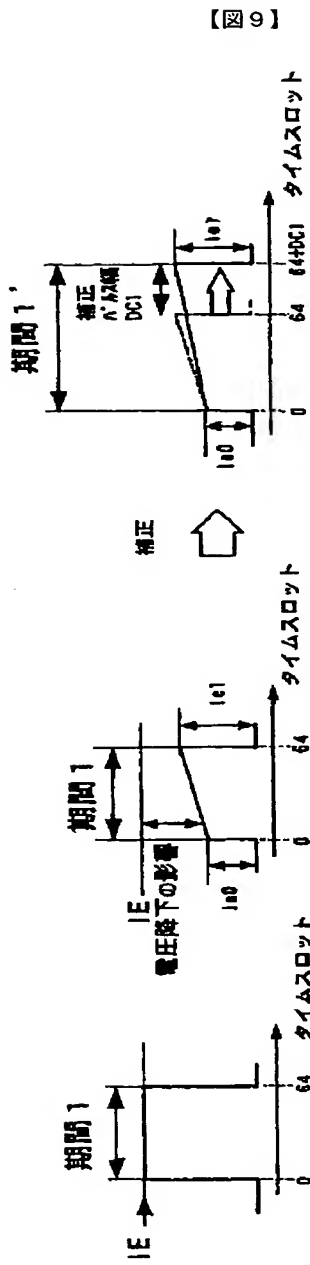 【図9】
IE
期間1
0
64
タイムスロット
IE
期間1
電圧降下の影響
Ie0
Ie1
0
64
タイムスロット
補正
期間1'
補正
パルス幅
DC1
Ie0
Ie1
0
64
64+DC1
タイムスロット